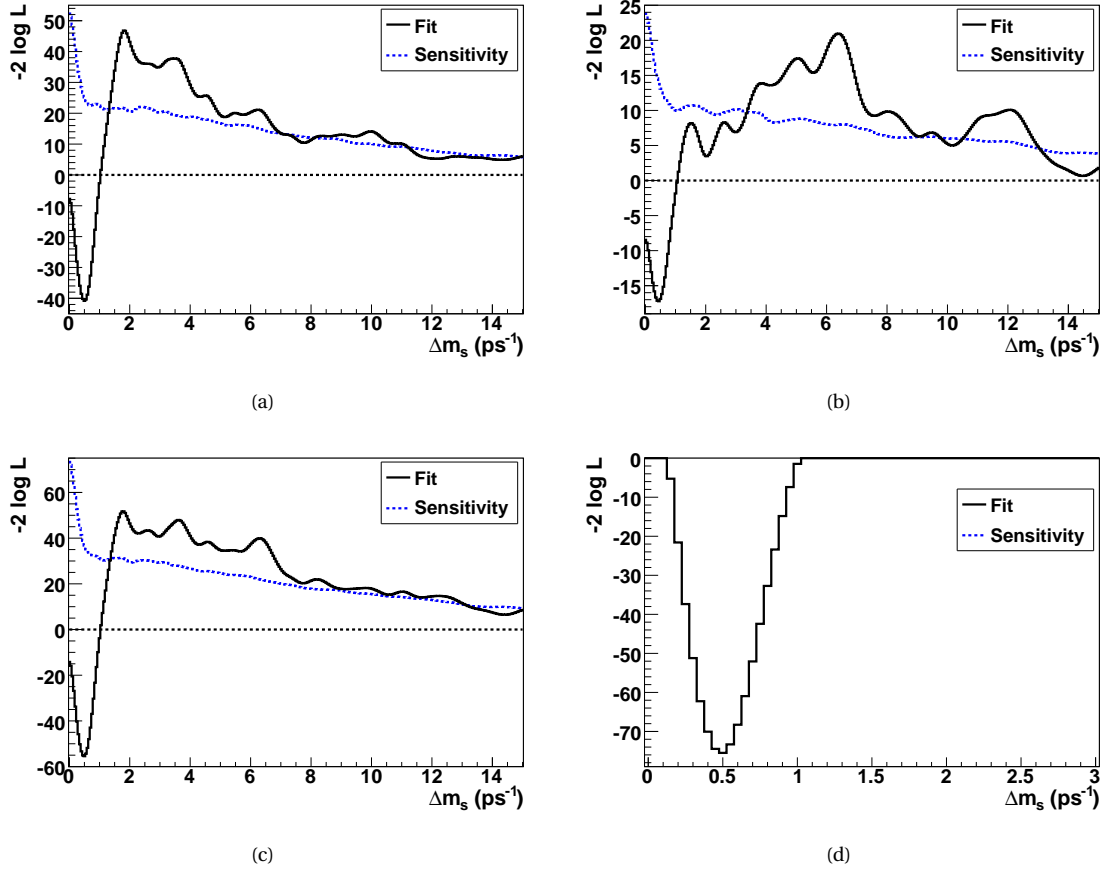 -2 log L
50
40
30
20
10
0
-10
-20
-30
-40
0 2 4 6 8 10 12 14
Δm_s (ps⁻¹)
Fit
Sensitivity
(a)
-2 log L
25
20
15
10
5
0
-5
-10
-15
0 2 4 6 8 10 12 14
Δm_s (ps⁻¹)
Fit
Sensitivity
(b)
-2 log L
60
40
20
0
-20
-40
-60
0 2 4 6 8 10 12 14
Δm_s (ps⁻¹)
Fit
Sensitivity
(c)
-2 log L
0
-10
-20
-30
-40
-50
-60
-70
0 0.5 1 1.5 2 2.5 3
Δm_s (ps⁻¹)
Fit
Sensitivity
(d)